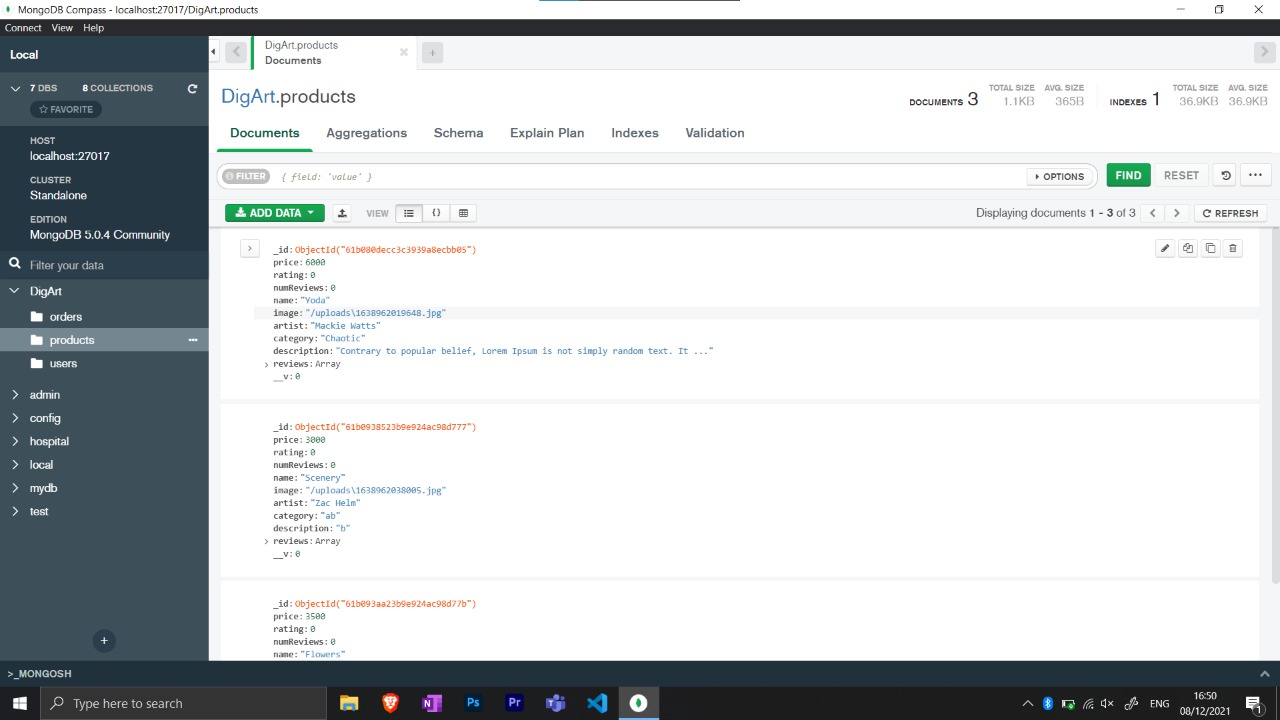 MongoDB Compass - localhost:27017/DigArt.products
Connect View Help
Local
7 DBS 8 COLLECTIONS
FAVORITE
HOST
localhost:27017
CLUSTER
Standalone
EDITION
MongoDB 5.0.4 Community
Filter your data
DigArt
orders
products
users
admin
config
hospital
local
mydb
test
DigArt.products
Documents
DigArt.products
DOCUMENTS 3 TOTAL SIZE 1.1KB AVG. SIZE 365B INDEXES 1 TOTAL SIZE 36.9KB AVG. SIZE 36.9KB
Documents Aggregations Schema Explain Plan Indexes Validation
FILTER { field: 'value' } OPTIONS FIND RESET
ADD DATA VIEW {} Displaying documents 1 - 3 of 3 REFRESH
_id: ObjectId("61b080decc3c3939a8ecbb05")
price: 6000
rating: 0
numReviews: 0
name: "Yoda"
image: "/uploads\1638962019648.jpg"
artist: "Mackie Watts"
category: "Chaotic"
description: "Contrary to popular belief, Lorem Ipsum is not simply random text. It ..."
reviews: Array
__v: 0
_id: ObjectId("61b0938523b9e924ac98d777")
price: 3000
rating: 0
numReviews: 0
name: "Scenery"
image: "/uploads\1638962038005.jpg"
artist: "Zac Helm"
category: "ab"
description: "b"
reviews: Array
__v: 0
_id: ObjectId("61b093aa23b9e924ac98d77b")
price: 3500
rating: 0
numReviews: 0
name: "Flowers"
>_MONGOSH
Type here to search
ENG
16:50
08/12/2021
1